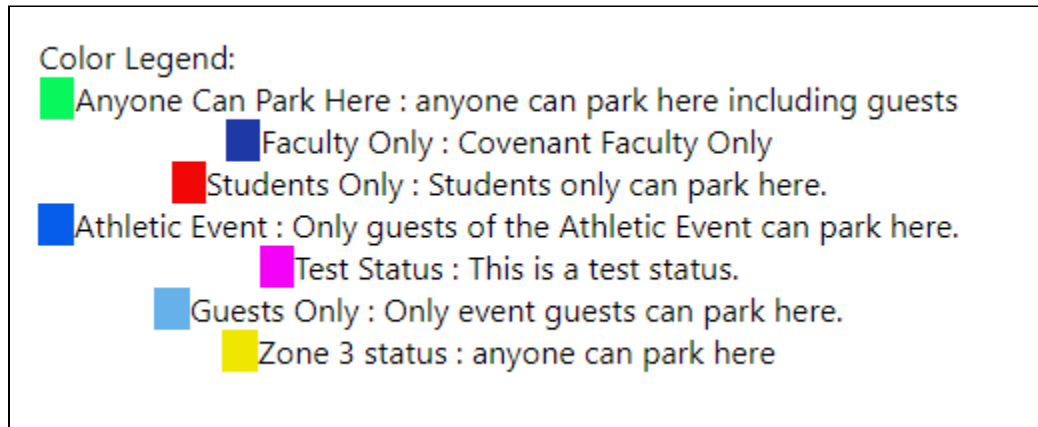 Color Legend:
Anyone Can Park Here : anyone can park here including guests
Faculty Only : Covenant Faculty Only
Students Only : Students only can park here.
Athletic Event : Only guests of the Athletic Event can park here.
Test Status : This is a test status.
Guests Only : Only event guests can park here.
Zone 3 status : anyone can park here